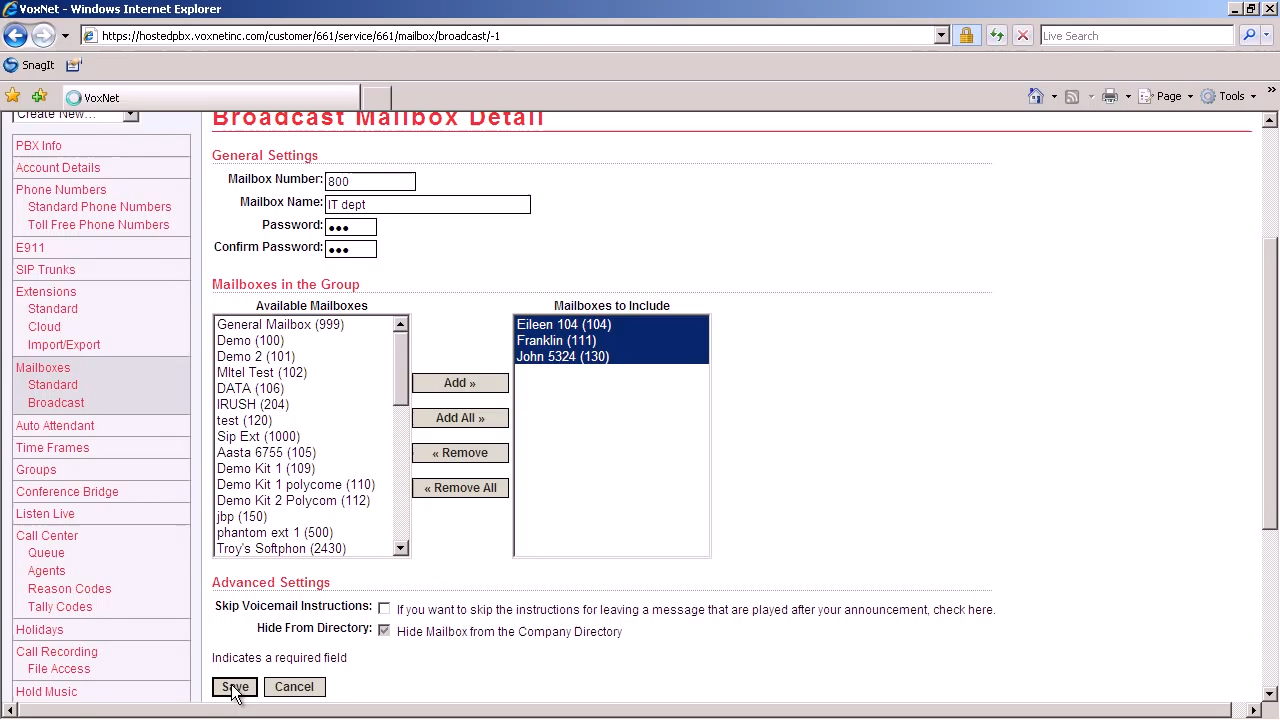 VoxNet - Windows Internet Explorer
https://hostedpbx.voxnetinc.com/customer/661/service/661/mailbox/broadcast/-1
Live Search
SnagIt
VoxNet
Page
Tools
»
Create New...
PBX Info
Account Details
Phone Numbers
Standard Phone Numbers
Toll Free Phone Numbers
E911
SIP Trunks
Extensions
Standard
Cloud
Import/Export
Mailboxes
Standard
Broadcast
Auto Attendant
Time Frames
Groups
Conference Bridge
Listen Live
Call Center
Queue
Agents
Reason Codes
Tally Codes
Holidays
Call Recording
File Access
Hold Music
Broadcast Mailbox Detail
General Settings
Mailbox Number: 800
Mailbox Name: IT dept
Password: •••
Confirm Password: •••
Mailboxes in the Group
Available Mailboxes
General Mailbox (999)
Demo (100)
Demo 2 (101)
MItel Test (102)
DATA (106)
IRUSH (204)
test (120)
Sip Ext (1000)
Aasta 6755 (105)
Demo Kit 1 (109)
Demo Kit 1 polycome (110)
Demo Kit 2 Polycom (112)
jbp (150)
phantom ext 1 (500)
Troy's Softphon (2430)
Add »
Add All »
« Remove
« Remove All
Mailboxes to Include
Eileen 104 (104)
Franklin (111)
John 5324 (130)
Advanced Settings
Skip Voicemail Instructions: If you want to skip the instructions for leaving a message that are played after your announcement, check here.
Hide From Directory: Hide Mailbox from the Company Directory
Indicates a required field
Save Cancel